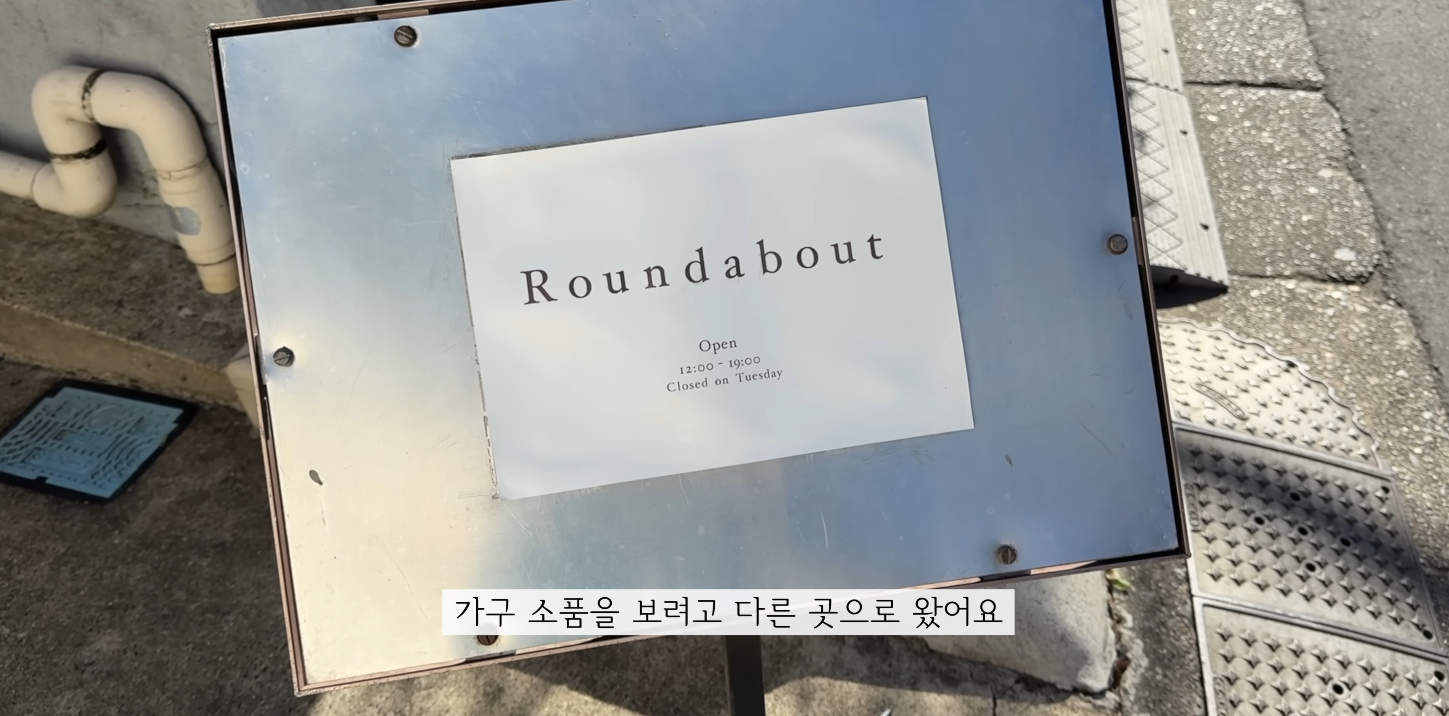 Roundabout
Open
12:00 - 19:00
Closed on Tuesday
가구 소품을 보려고 다른 곳으로 왔어요